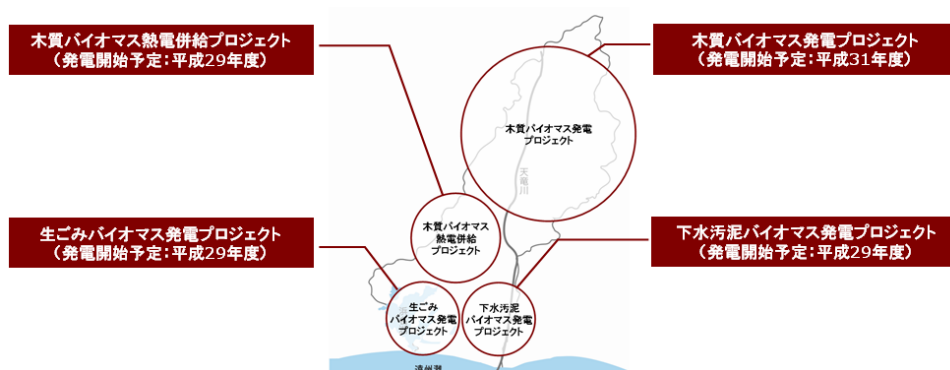 木質バイオマス熱電併給プロジェクト
(発電開始予定:平成29年度)
木質バイオマス発電プロジェクト
(発電開始予定:平成31年度)
木質バイオマス発電
プロジェクト
天竜川
木質バイオマス
熱電併給
プロジェクト
生ごみバイオマス発電プロジェクト
(発電開始予定:平成29年度)
下水汚泥バイオマス発電プロジェクト
(発電開始予定:平成29年度)
生ごみ
バイオマス発電
プロジェクト
下水汚泥
バイオマス発電
プロジェクト
遠州灘